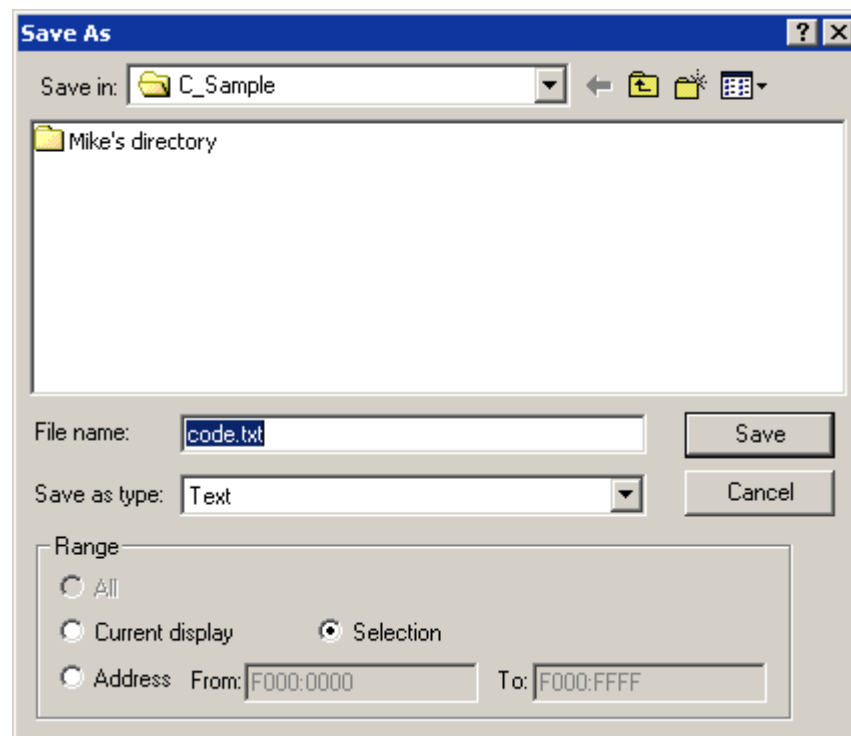 Save As
Save in: C_Sample
Mike's directory
File name: code.txt Save
Save as type: Text Cancel
Range
All
Current display Selection
Address From: F000:0000 To: F000:FFFF